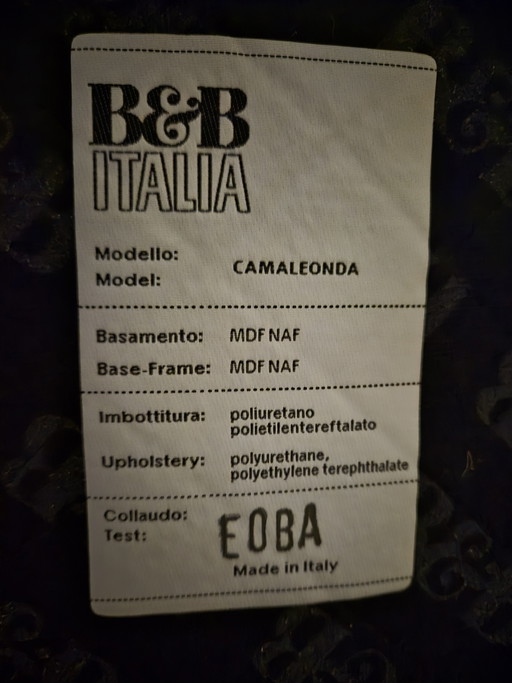 B&B
ITALIA
Modello:
Model: CAMALEONDA
Basamento: MDF NAF
Base-Frame: MDF NAF
Imbottitura: poliuretano
polietilentereftalato
Upholstery: polyurethane,
polyethylene terephthalate
Collaudo:
Test: EOBA
Made in Italy